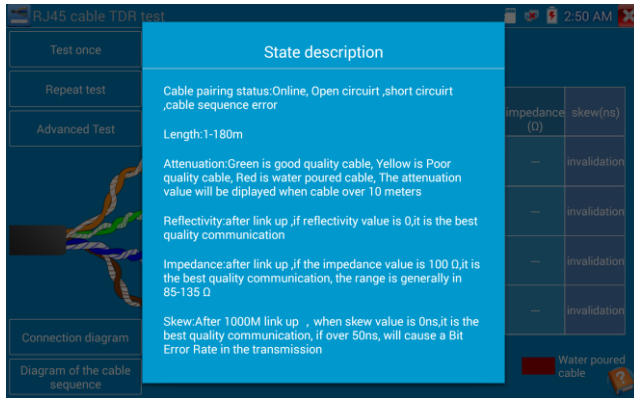 RJ45 cable TDR test
2:50 AM
Test once
Repeat test
Advanced Test
Connection diagram
Diagram of the cable
sequence
State description
Cable pairing status:Online, Open circuirt ,short circuirt
,cable sequence error
Length:1-180m
Attenuation:Green is good quality cable, Yellow is Poor
quality cable, Red is water poured cable, The attenuation
value will be diplayed when cable over 10 meters
Reflectivity:after link up ,if reflectivity value is 0,it is the best
quality communication
Impedance:after link up ,if the impedance value is 100 Ω,it is
the best quality communication, the range is generally in
85-135 Ω
Skew:After 1000M link up , when skew value is 0ns,it is the
best quality communication, if over 50ns, will cause a Bit
Error Rate in the transmission
impedance skew(ns)
(Ω)
--- invalidation
--- invalidation
--- invalidation
--- invalidation
Water poured
cable